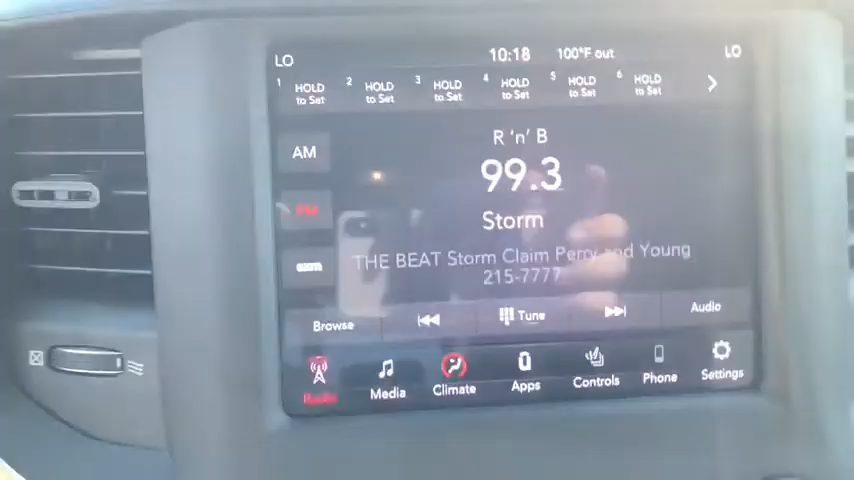 LO 10:18 100°F out LO
1 HOLD to Set 2 HOLD to Set 3 HOLD to Set 4 HOLD to Set 5 HOLD to Set 6 HOLD to Set
R 'n' B
AM
99.3
FM
Storm
THE BEAT Storm Claim Perry and Young
215-7777
Browse Tune Audio
Radio Media Climate Apps Controls Phone Settings